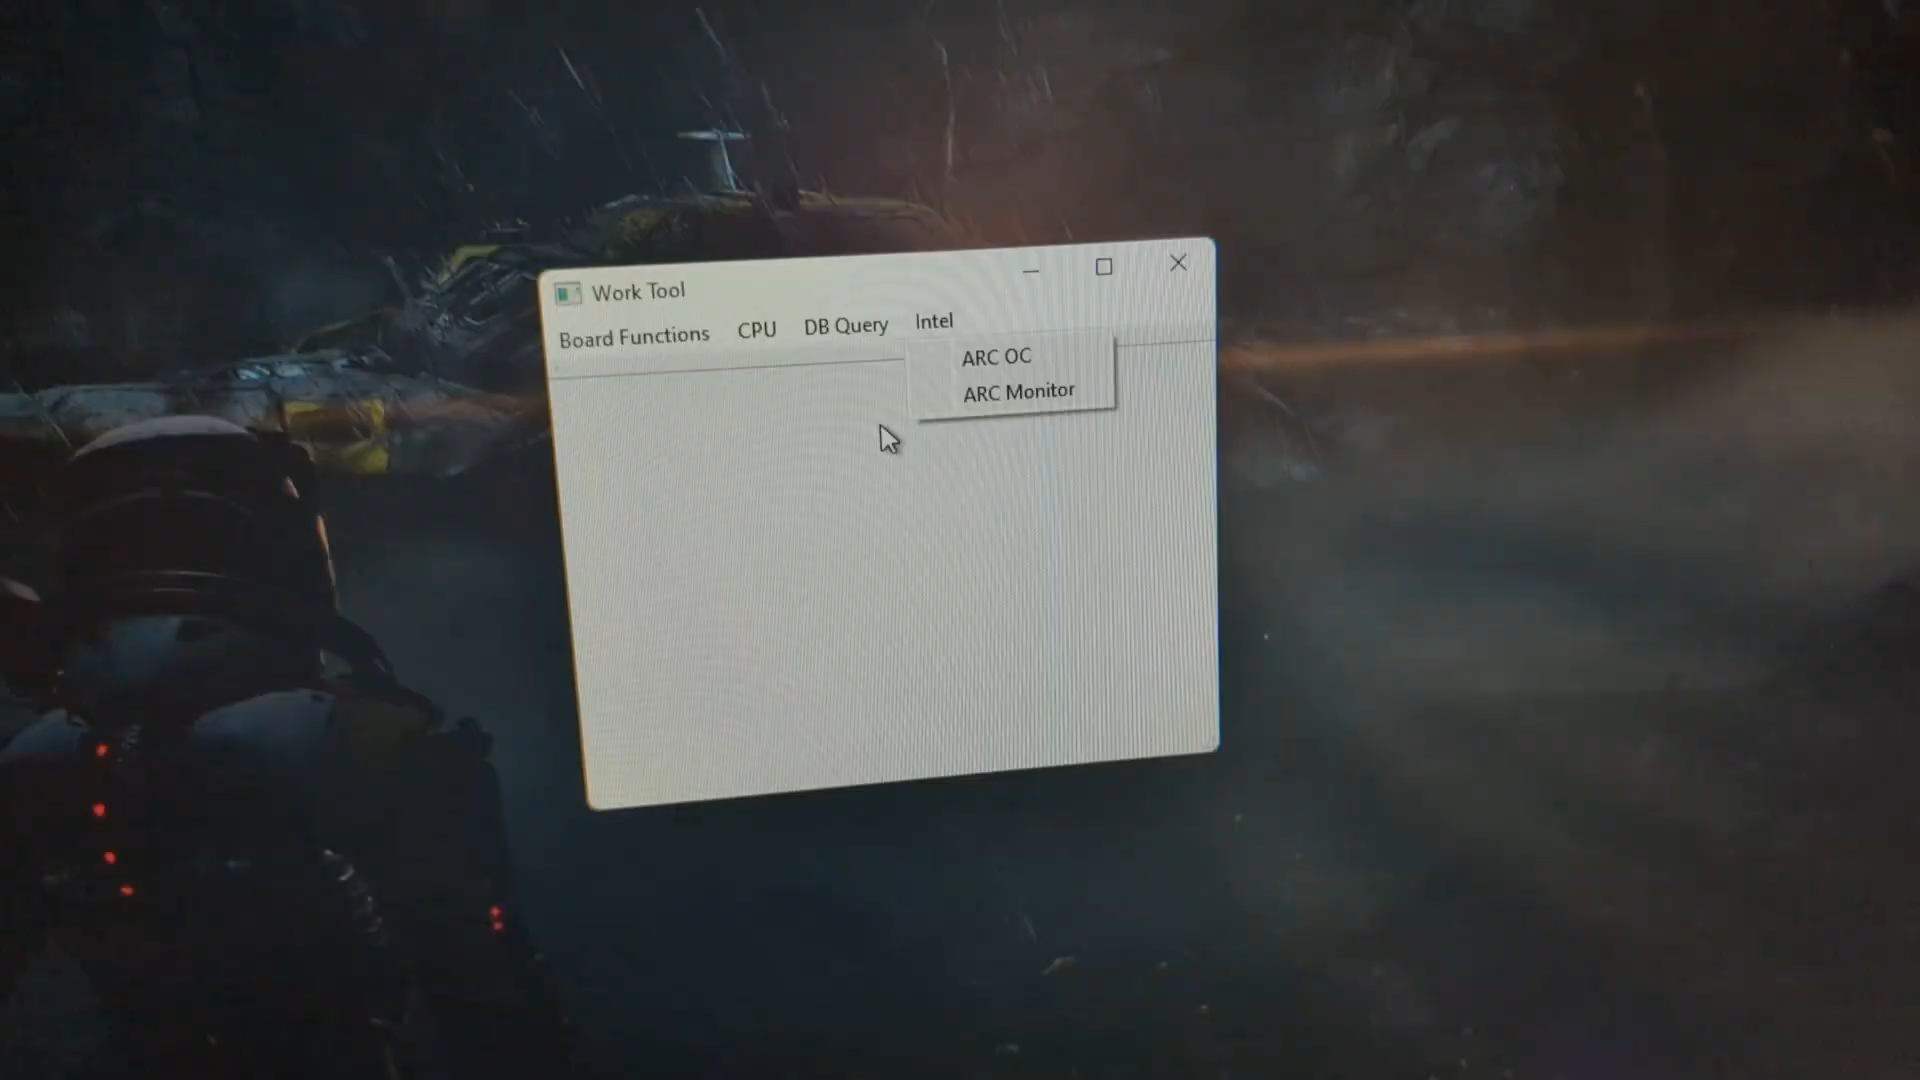 Work Tool
Board Functions CPU DB Query Intel
ARC OC
ARC Monitor